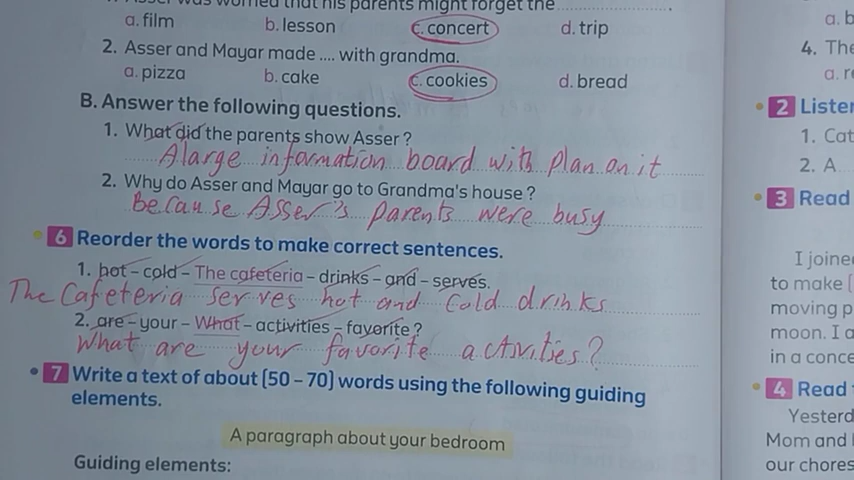 was worried that his parents might forget the ........
a. film b. lesson c. concert d. trip
2. Asser and Mayar made .... with grandma.
a. pizza b. cake c. cookies d. bread
B. Answer the following questions.
1. What did the parents show Asser?
A large information board with plan on it
2. Why do Asser and Mayar go to Grandma's house?
Because Asser's parents were busy
6 Reorder the words to make correct sentences.
1. hot – cold – The cafeteria – drinks – and – serves.
The Cafeteria serves hot and cold drinks
2. are – your – What – activities – favorite?
What are your favorite activities?
7 Write a text of about (50 – 70) words using the following guiding
elements.
A paragraph about your bedroom
Guiding elements:
a. b
4. The
a.
2 Listen
1. Cat
2. A
3 Read
I joined
to make [
moving p
moon. I a
in a conce
4 Read
Yesterd
Mom and
our chores